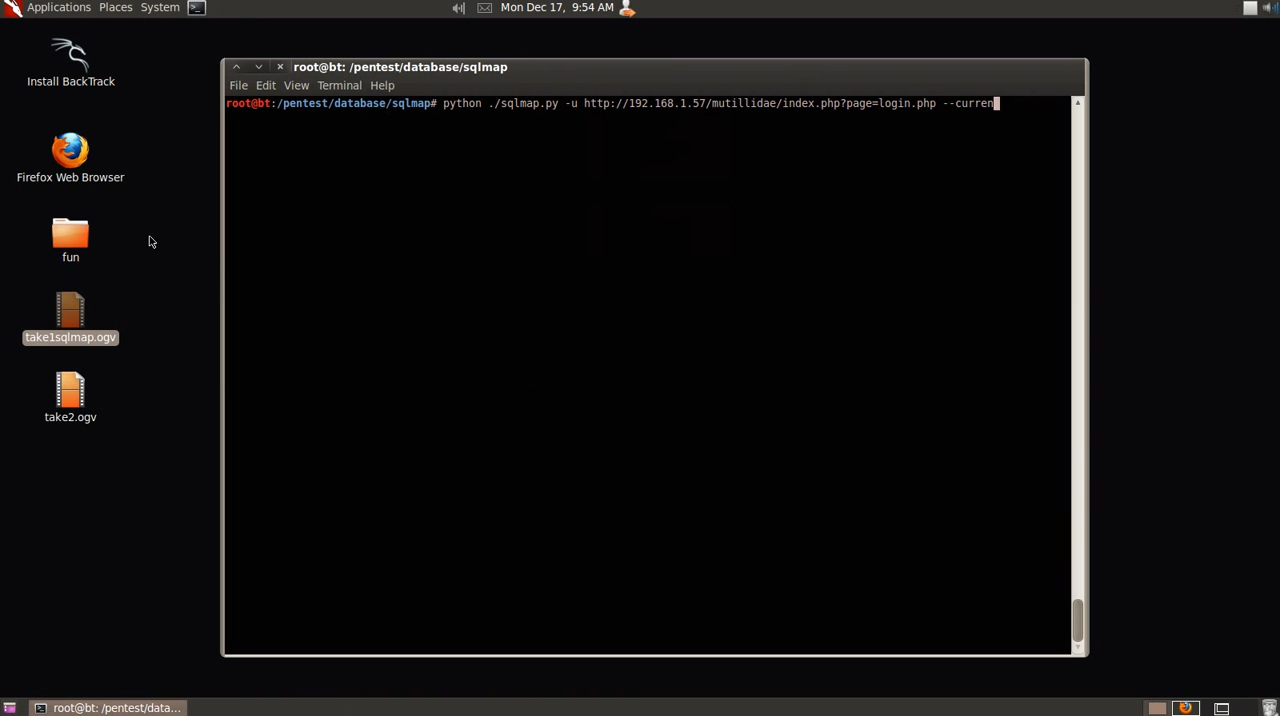 Applications Places System Mon Dec 17, 9:54 AM
Install BackTrack
Firefox Web Browser
fun
take1sqlmap.ogv
take2.ogv
root@bt: /pentest/database/sqlmap
File Edit View Terminal Help
root@bt:/pentest/database/sqlmap# python ./sqlmap.py -u http://192.168.1.57/mutillidae/index.php?page=login.php --curren
root@bt: /pentest/data...